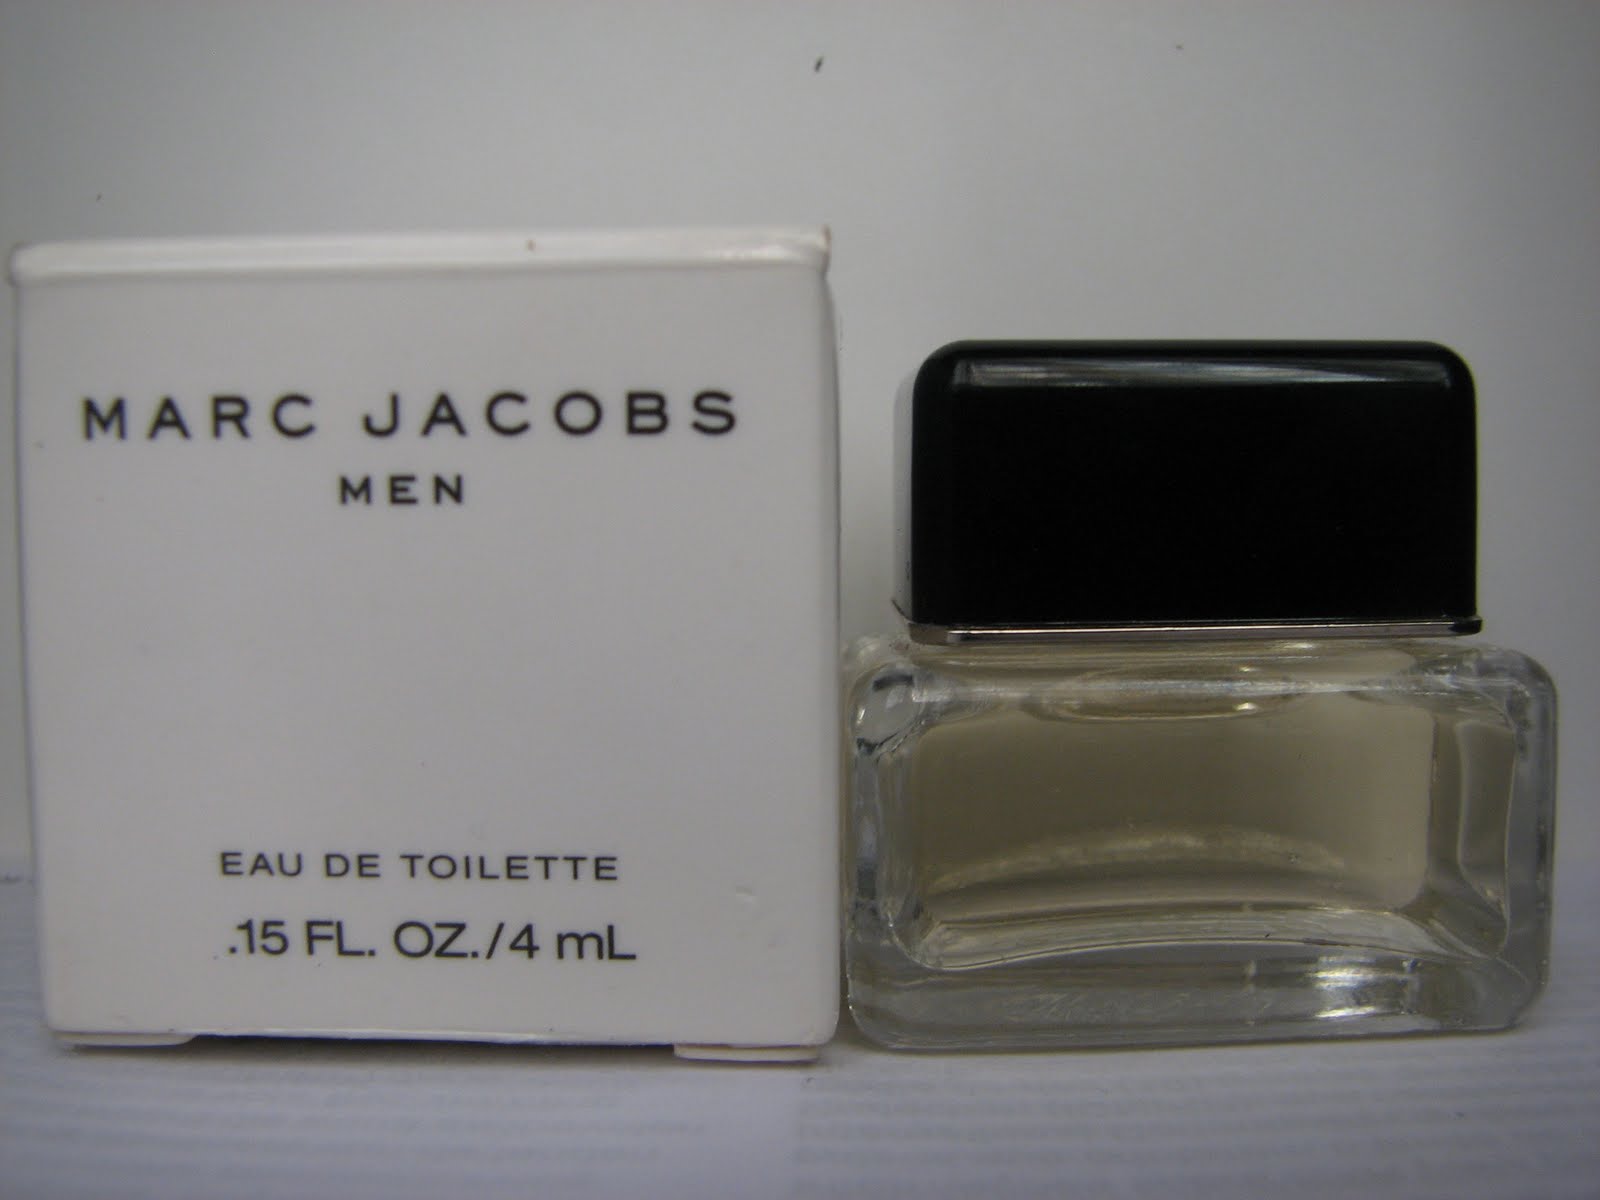 MARC JACOBS
MEN
EAU DE TOILETTE
.15 FL. OZ./4 mL